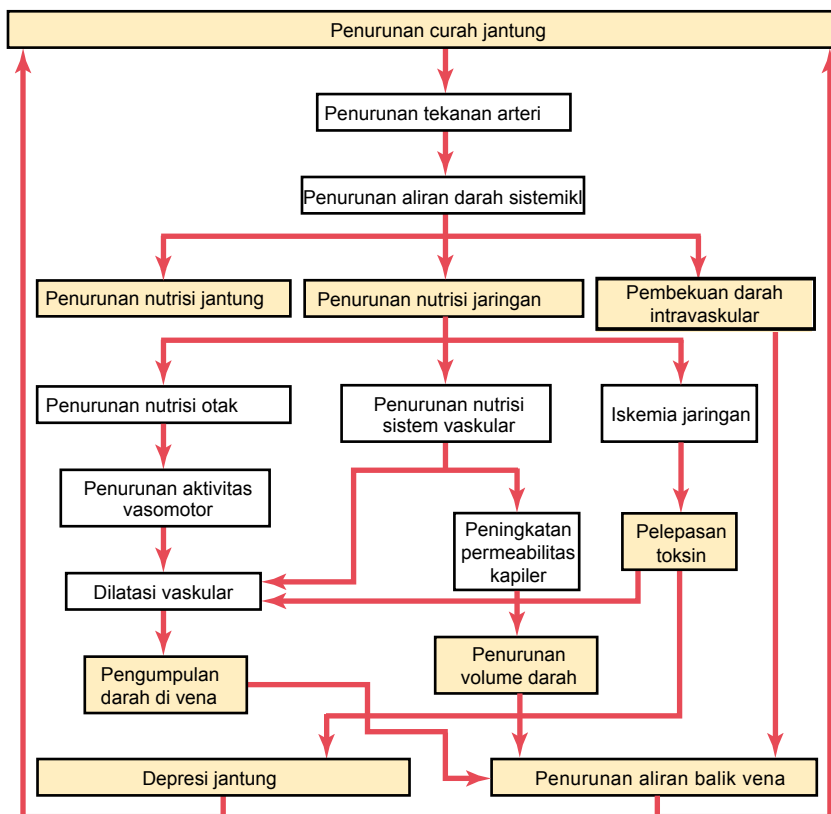 Penurunan curah jantung
Penurunan tekanan arteri
Penurunan aliran darah sistemikl
Penurunan nutrisi jantung
Penurunan nutrisi jaringan
Pembekuan darah
intravaskular
Penurunan nutrisi otak
Penurunan nutrisi
sistem vaskular
Iskemia jaringan
Penurunan aktivitas
vasomotor
Peningkatan
permeabilitas
kapiler
Pelepasan
toksin
Dilatasi vaskular
Pengumpulan
darah di vena
Penurunan
volume darah
Depresi jantung
Penurunan aliran balik vena